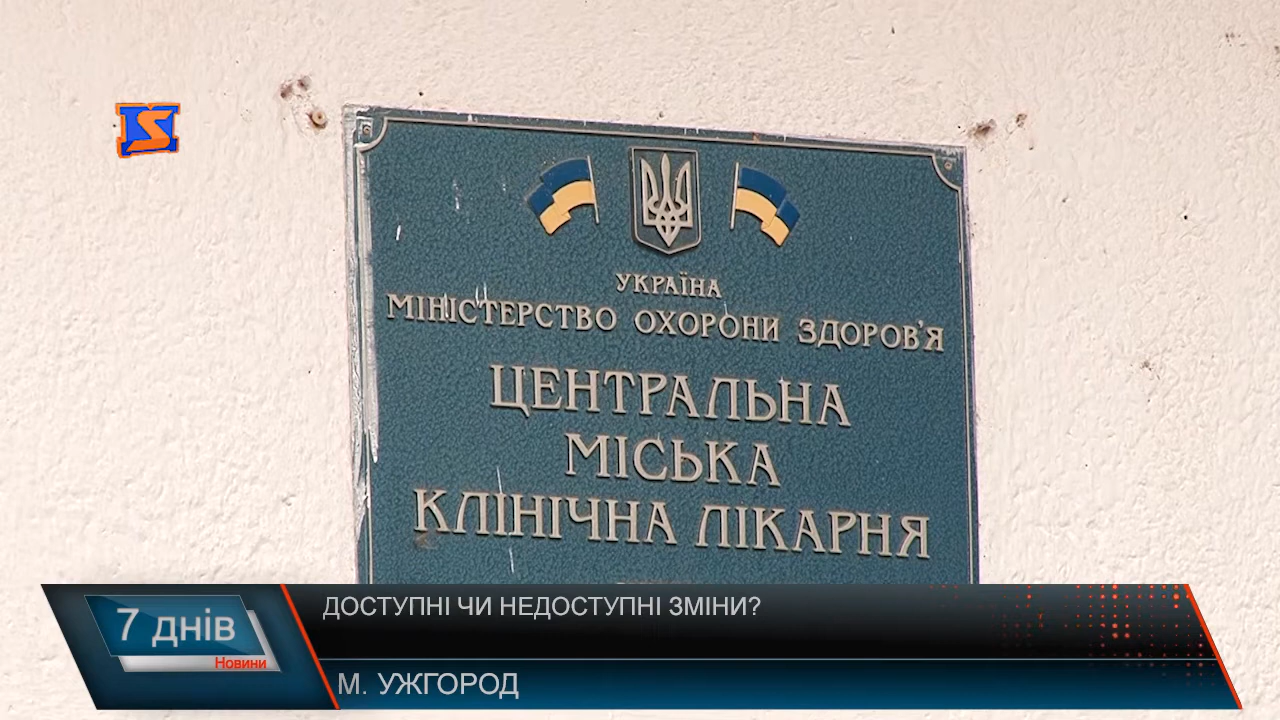 УКРАЇНА
МІНІСТЕРСТВО ОХОРОНИ ЗДОРОВ'Я
ЦЕНТРАЛЬНА
МІСЬКА
КЛІНІЧНА ЛІКАРНЯ
7 днів
Новини
ДОСТУПНІ ЧИ НЕДОСТУПНІ ЗМІНИ?
М. УЖГОРОД